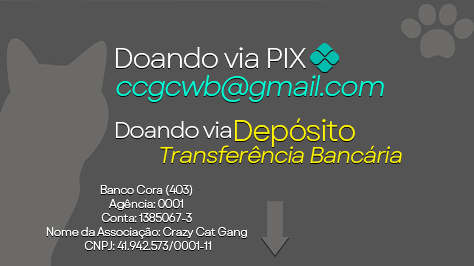 Doando via PIX
ccgcwb@gmail.com
Doando via Depósito
Transferência Bancária
Banco Cora (403)
Agência: 0001
Conta: 1385067-3
Nome da Associação: Crazy Cat Gang
CNPJ: 41.942.573/0001-11